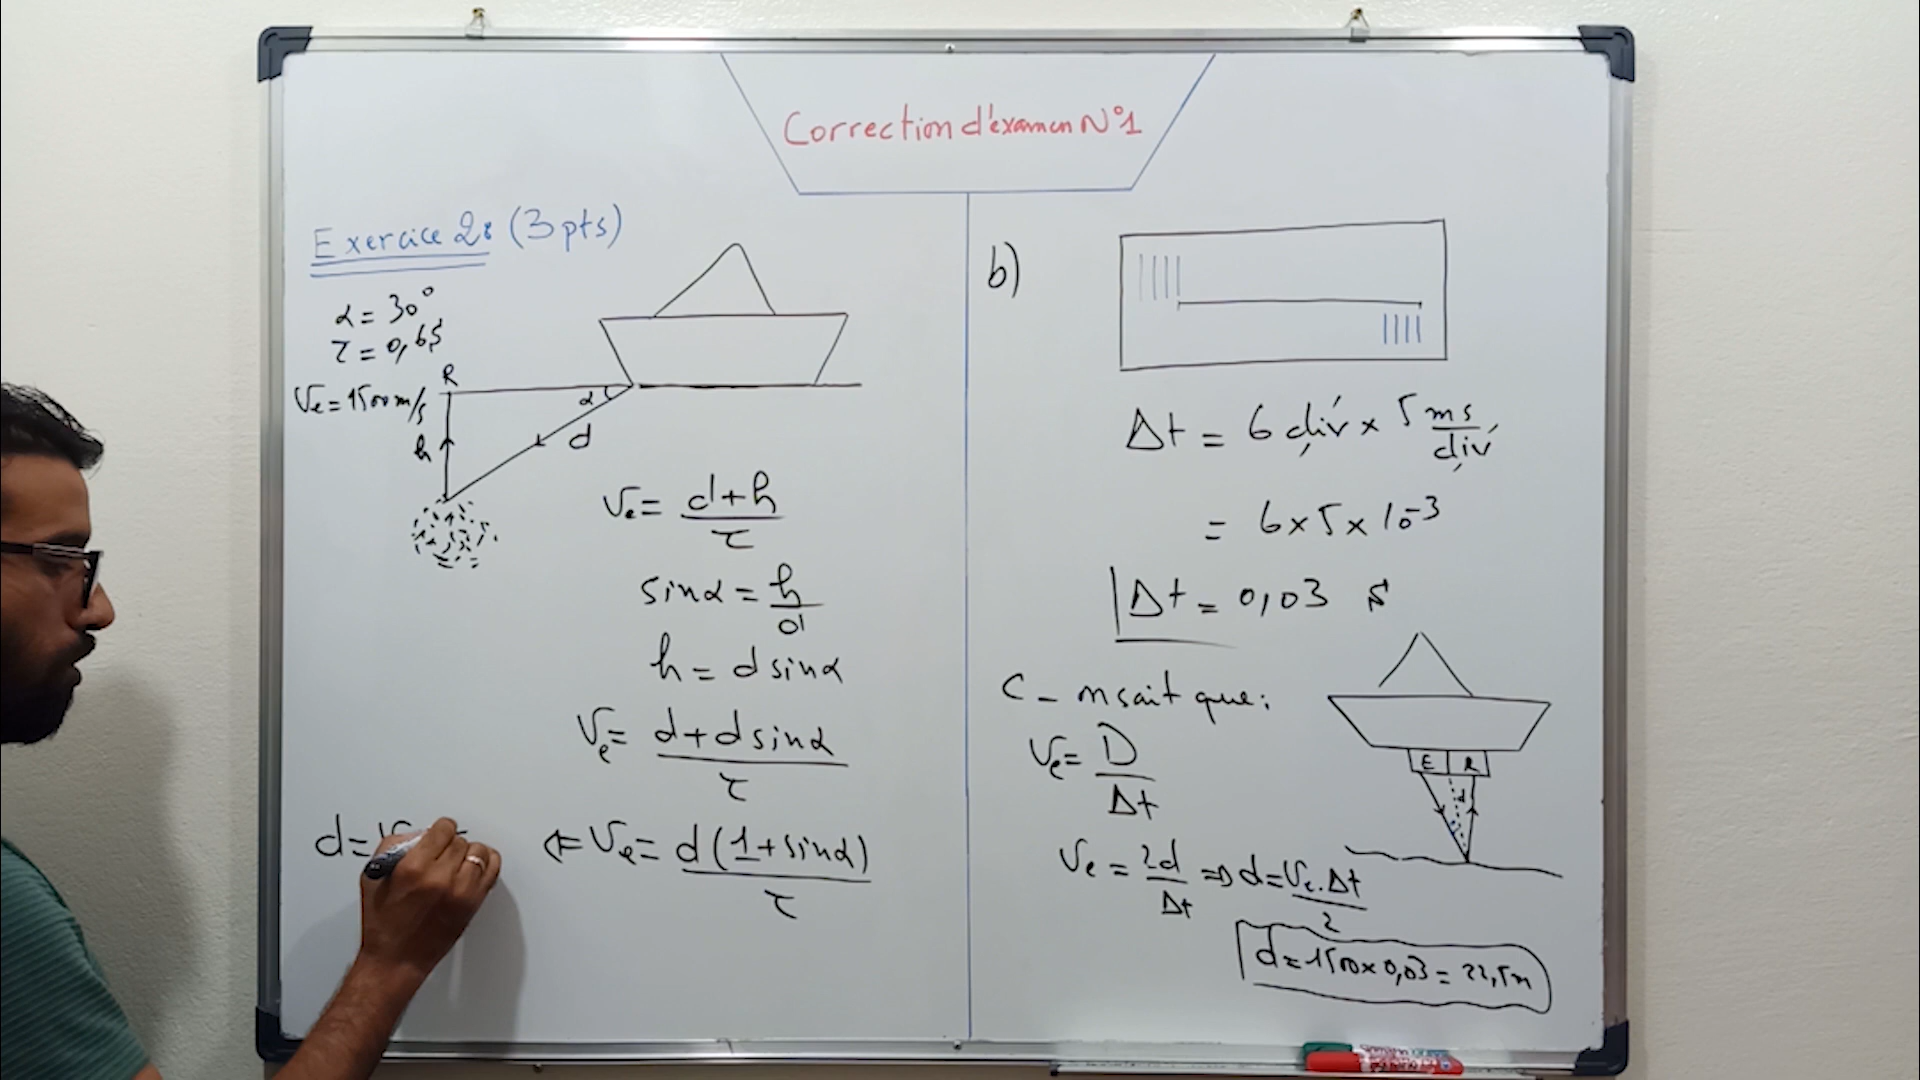 Correction d'examen N°1
Exercice 2: (3pts)
α = 30°
τ = 0,6s
Ve = 1500 m/s
R
α
d
h
Ve = d+h / τ
sinα = h / d
h = d sinα
Ve = d+d sinα / τ
⇐ Ve = d(1+sinα) / τ
d =
b)
Δt = 6 div × 5 ms/div
= 6×5×10^-3
Δt = 0,03 s
C - on sait que:
Ve = D / Δt
E R
d
Ve = 2d / Δt ⇒ d = Ve.Δt / 2
d = 1500×0,03 = 22,5m